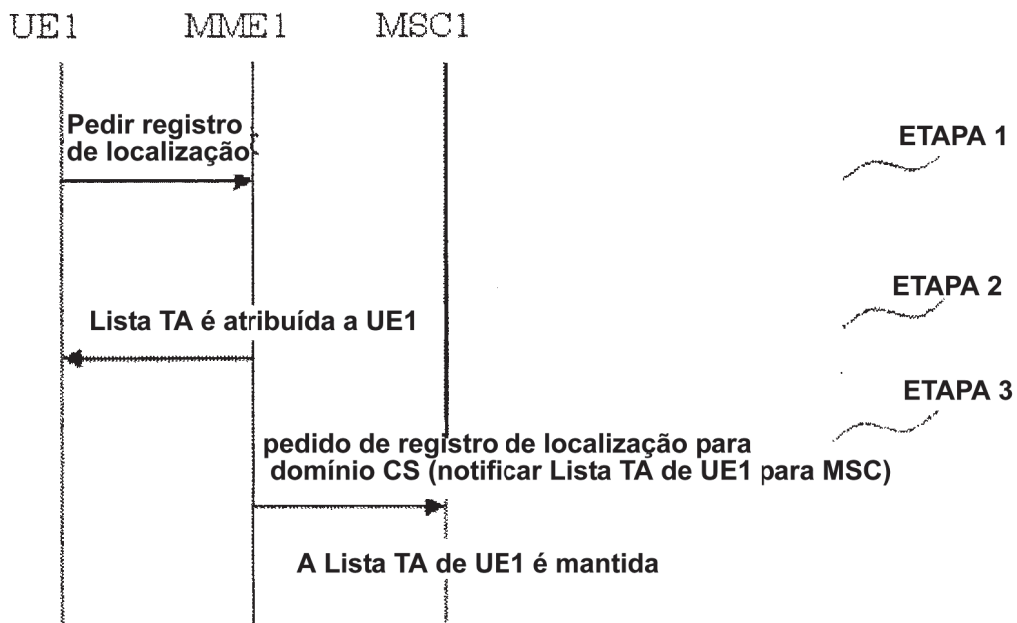 UE1 MME1 MSC1
Pedir registro
de localização
ETAPA 1
ETAPA 2
Lista TA é atribuída a UE1
ETAPA 3
pedido de registro de localização para
domínio CS (notificar Lista TA de UE1 para MSC)
A Lista TA de UE1 é mantida